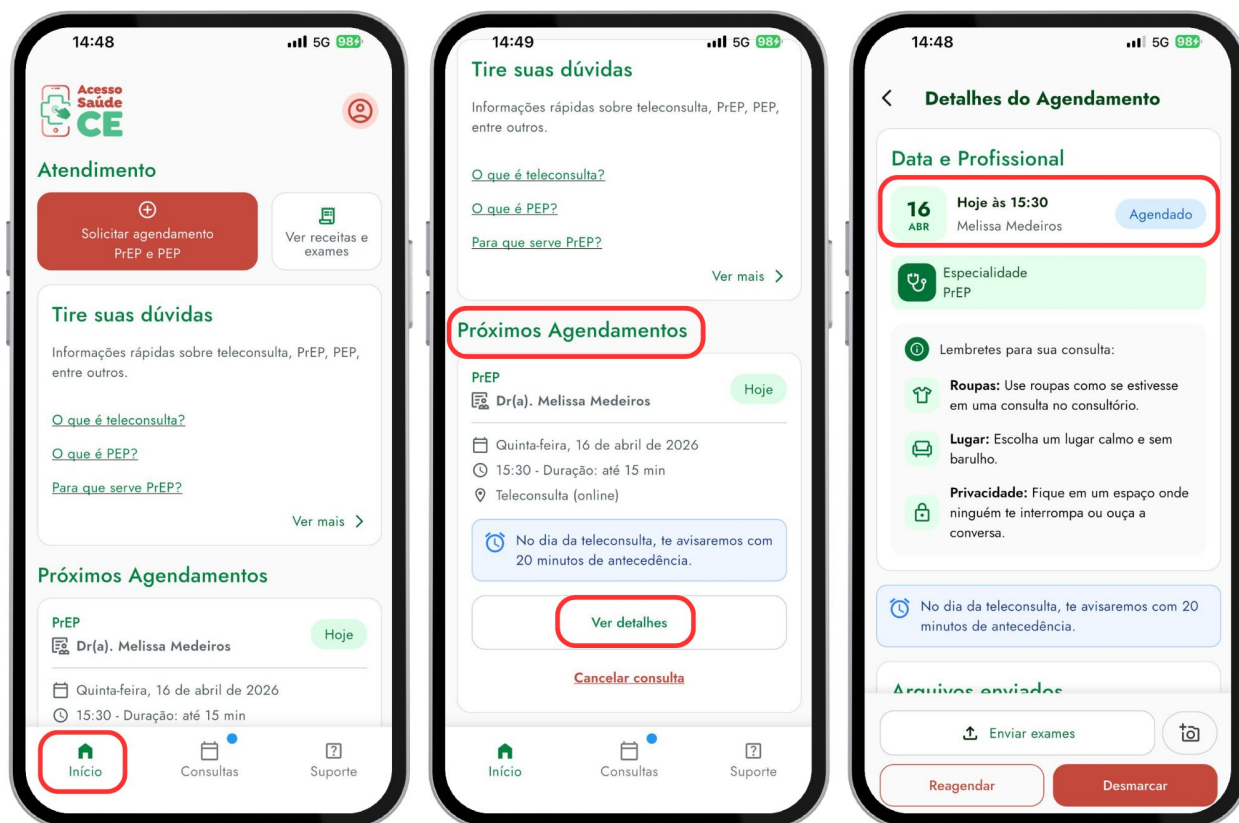 14:48
5G 98
Acesso
Saúde
CE
Atendimento
Solicitar agendamento
PrEP e PEP
Ver receitas e
exames
Tire suas dúvidas
Informações rápidas sobre teleconsulta, PrEP, PEP,
entre outros.
O que é teleconsulta?
O que é PEP?
Para que serve PrEP?
Ver mais
Próximos Agendamentos
PrEP
Dr(a). Melissa Medeiros
Hoje
Quinta-feira, 16 de abril de 2026
15:30 - Duração: até 15 min
Início
Consultas
Suporte
14:49
5G 98
Tire suas dúvidas
Informações rápidas sobre teleconsulta, PrEP, PEP,
entre outros.
O que é teleconsulta?
O que é PEP?
Para que serve PrEP?
Ver mais
Próximos Agendamentos
PrEP
Dr(a). Melissa Medeiros
Hoje
Quinta-feira, 16 de abril de 2026
15:30 - Duração: até 15 min
Teleconsulta (online)
No dia da teleconsulta, te avisaremos com
20 minutos de antecedência.
Ver detalhes
Cancelar consulta
Início
Consultas
Suporte
14:48
5G 98
Detalhes do Agendamento
Data e Profissional
16
ABR
Hoje às 15:30
Melissa Medeiros
Agendado
Especialidade
PrEP
Lembretes para sua consulta:
Roupas: Use roupas como se estivesse
em uma consulta no consultório.
Lugar: Escolha um lugar calmo e sem
barulho.
Privacidade: Fique em um espaço onde
ninguém te interrompa ou ouça a
conversa.
No dia da teleconsulta, te avisaremos com 20
minutos de antecedência.
Arquivos enviados
Enviar exames
Reagendar
Desmarcar